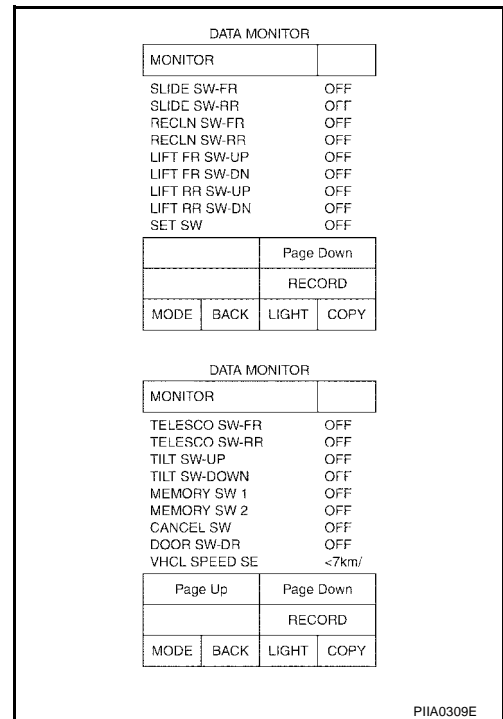 DATA MONITOR
MONITOR
SLIDE SW-FR OFF
SLIDE SW-RR OFF
RECLN SW-FR OFF
RECLN SW-RR OFF
LIFT FR SW-UP OFF
LIFT FR SW-DN OFF
LIFT RR SW-UP OFF
LIFT RR SW-DN OFF
SET SW OFF
Page Down
RECORD
MODE BACK LIGHT COPY
DATA MONITOR
MONITOR
TELESCO SW-FR OFF
TELESCO SW-RR OFF
TILT SW-UP OFF
TILT SW-DOWN OFF
MEMORY SW 1 OFF
MEMORY SW 2 OFF
CANCEL SW OFF
DOOR SW-DR OFF
VHCL SPEED SE <7km/
Page Up Page Down
RECORD
MODE BACK LIGHT COPY
PIIA0309E